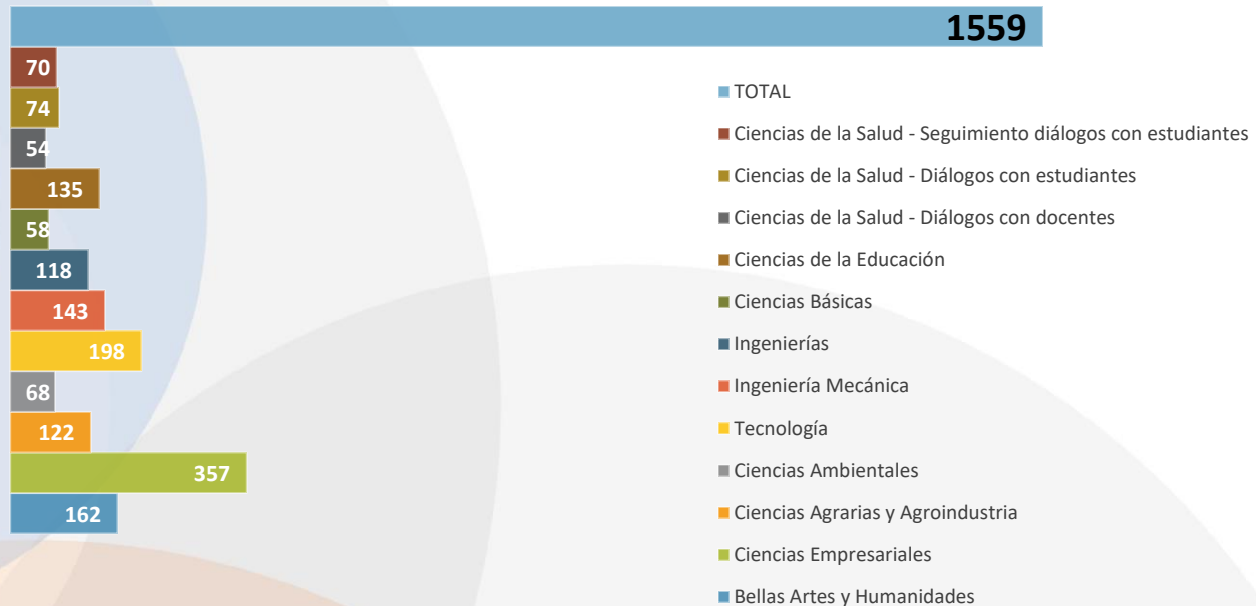 1559
70
74
54
135
58
118
143
198
68
122
357
162
TOTAL
Ciencias de la Salud - Seguimiento diálogos con estudiantes
Ciencias de la Salud - Diálogos con estudiantes
Ciencias de la Salud - Diálogos con docentes
Ciencias de la Educación
Ciencias Básicas
Ingenierías
Ingeniería Mecánica
Tecnología
Ciencias Ambientales
Ciencias Agrarias y Agroindustria
Ciencias Empresariales
Bellas Artes y Humanidades